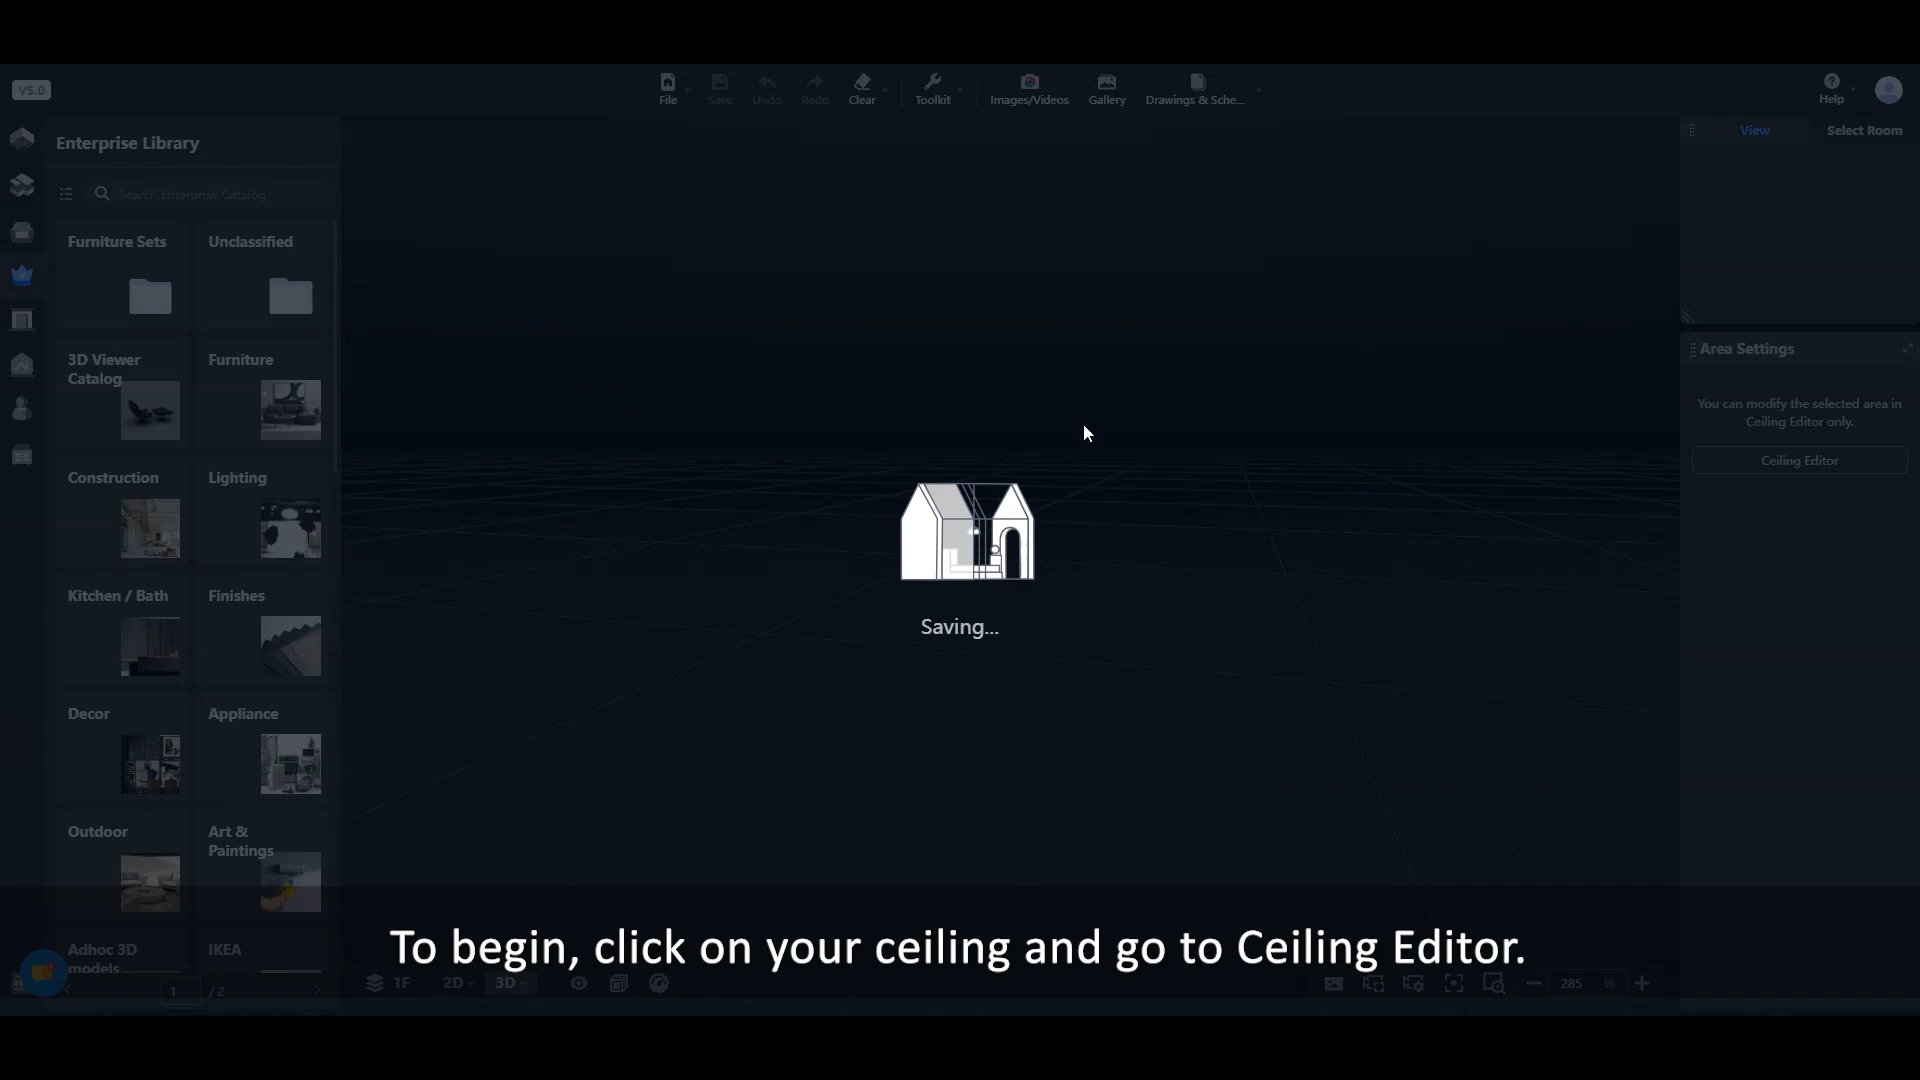 V5.0
File
Save
Undo
Redo
Clear
Toolkit
Images/Videos
Gallery
Drawings & Sche...
Help
Enterprise Library
Search Enterprise Catalog
Furniture Sets
Unclassified
3D Viewer
Catalog
Furniture
Construction
Lighting
Kitchen / Bath
Finishes
Decor
Appliance
Outdoor
Art &
Paintings
Adhoc 3D
models
IKEA
1 / 2
View
Select Room
Area Settings
You can modify the selected area in
Ceiling Editor only.
Ceiling Editor
Saving...
To begin, click on your ceiling and go to Ceiling Editor.
1F
2D
3D
285 %